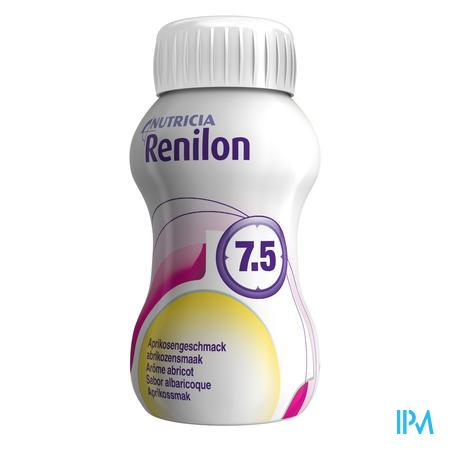 NUTRICIA
Renilon
7.5
Aprikosengeschmack
abrikozensmaak
Arôme abricot
Sabor albaricoque
Aprikossmak
IPM